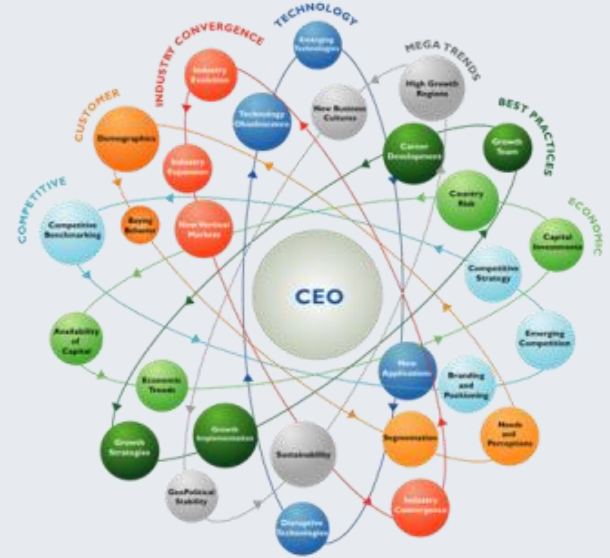 TECHNOLOGY
INDUSTRY CONVERGENCE
MEGA TRENDS
CUSTOMER
BEST PRACTICES
COMPETITIVE
ECONOMIC
Emerging
Technologies
Industry
Evolution
High Growth
Regions
New Business
Cultures
Technology
Obsolescence
Demographics
Career
Development
Growth
Team
Industry
Expansion
Country
Risk
Buying
Behavior
New Vertical
Markets
Competitive
Benchmarking
Capital
Investments
Competitive
Strategy
CEO
Availability
of
Capital
Emerging
Competition
New
Applications
Economic
Trends
Branding
and
Positioning
Growth
Strategies
Growth
Implementation
Segmentation
Needs
and
Perceptions
Sustainability
GeoPolitical
Stability
Industry
Convergence
Disruptive
Technologies